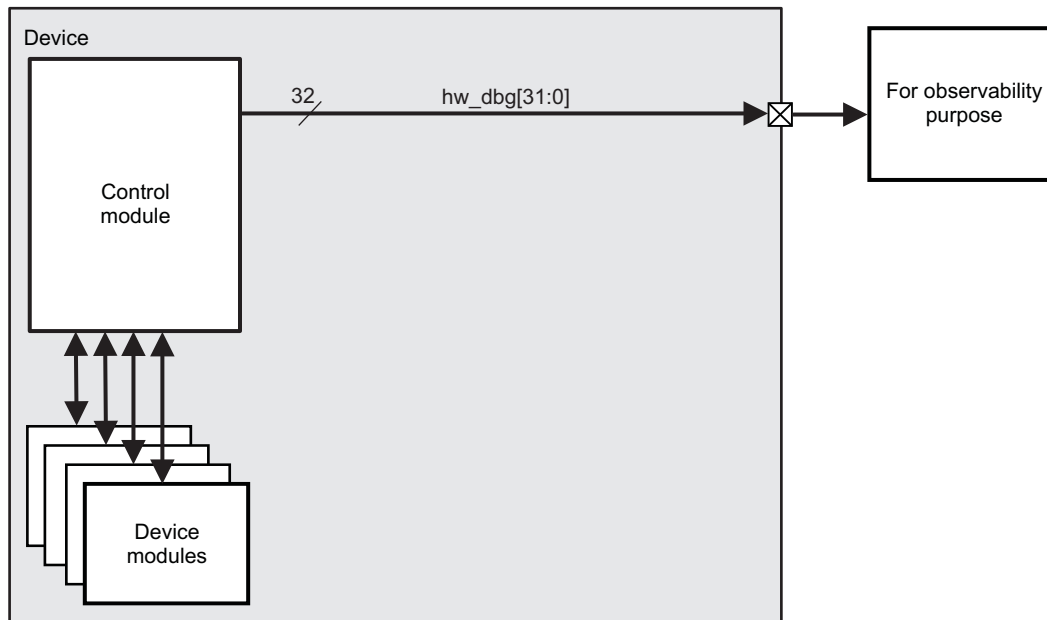 Device
32
hw_dbg[31:0]
For observability
purpose
Control
module
Device
modules